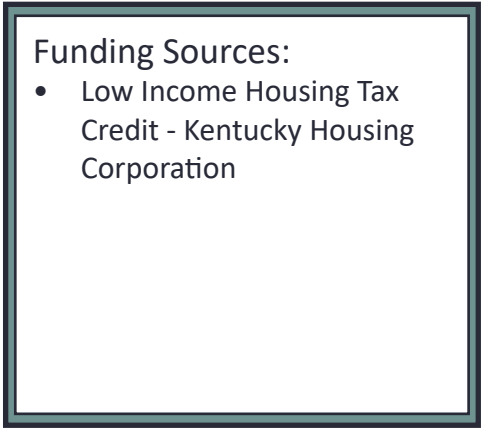 Funding Sources:
• Low Income Housing Tax
Credit - Kentucky Housing
Corporation